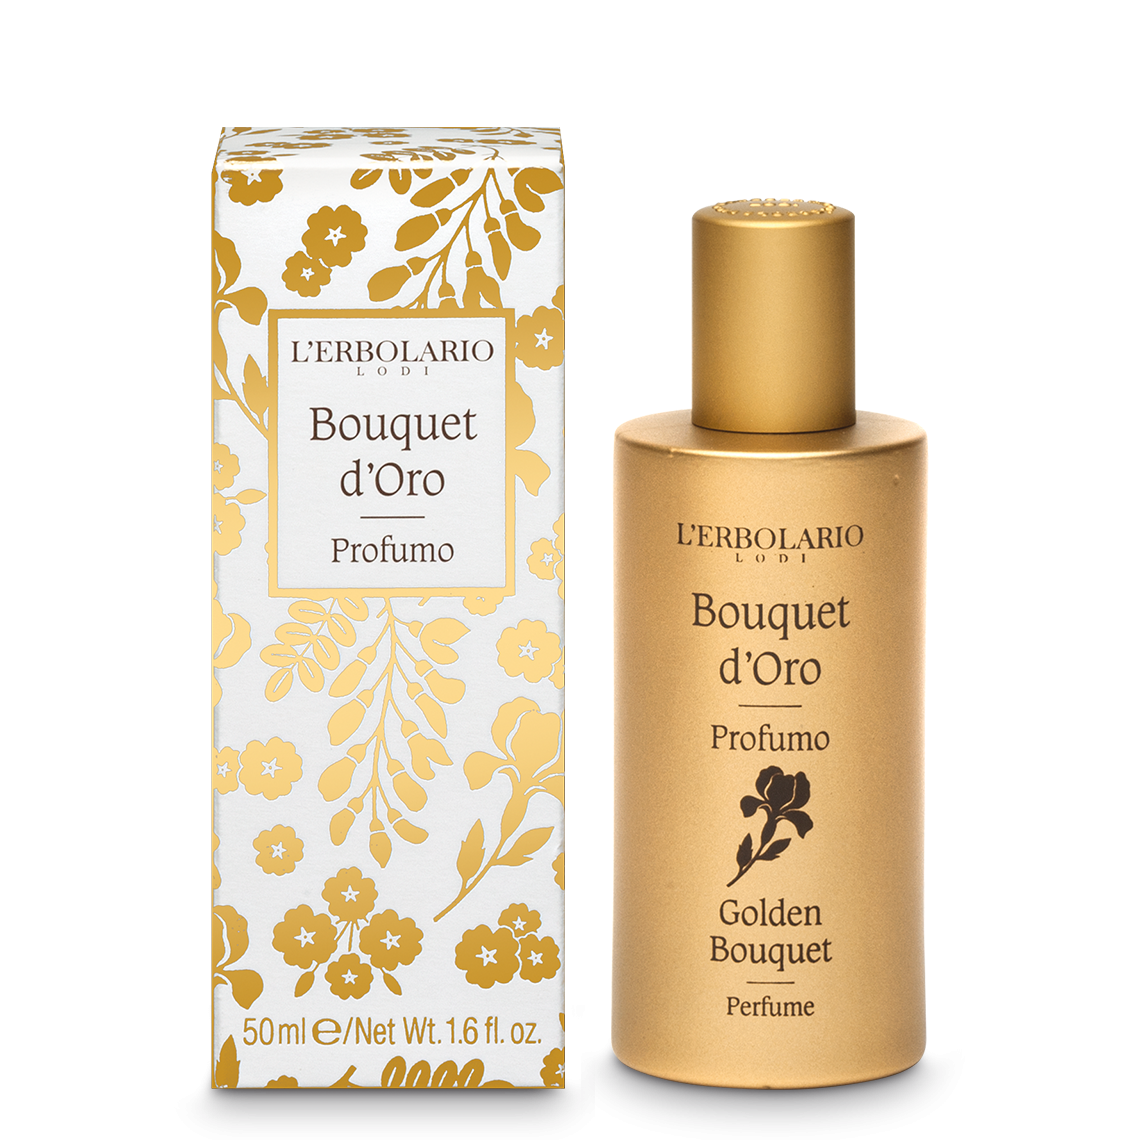 L'ERBOLARIO
LODI
Bouquet
d'Oro
Profumo
50 ml ℮/Net Wt. 1.6 fl. oz.
L'ERBOLARIO
LODI
Bouquet
d'Oro
Profumo
Golden
Bouquet
Perfume